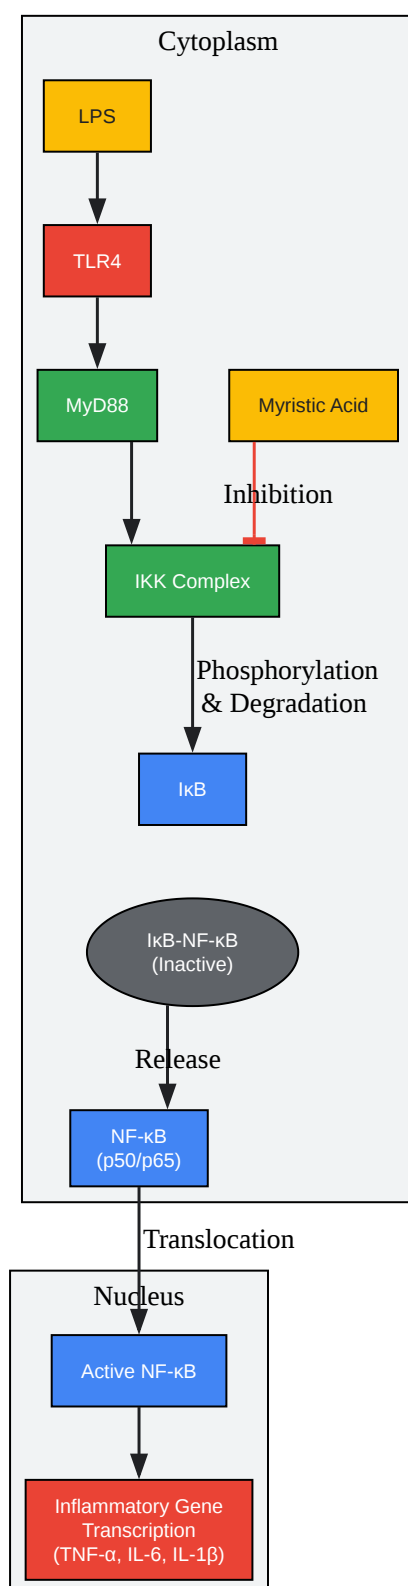 Cytoplasm
LPS
TLR4
MyD88
Myristic Acid
Inhibition
IKK Complex
Phosphorylation
& Degradation
IκB
IκB-NF-κB
(Inactive)
Release
NF-κB
(p50/p65)
Translocation
Nucleus
Active NF-κB
Inflammatory Gene
Transcription
(TNF-α, IL-6, IL-1β)